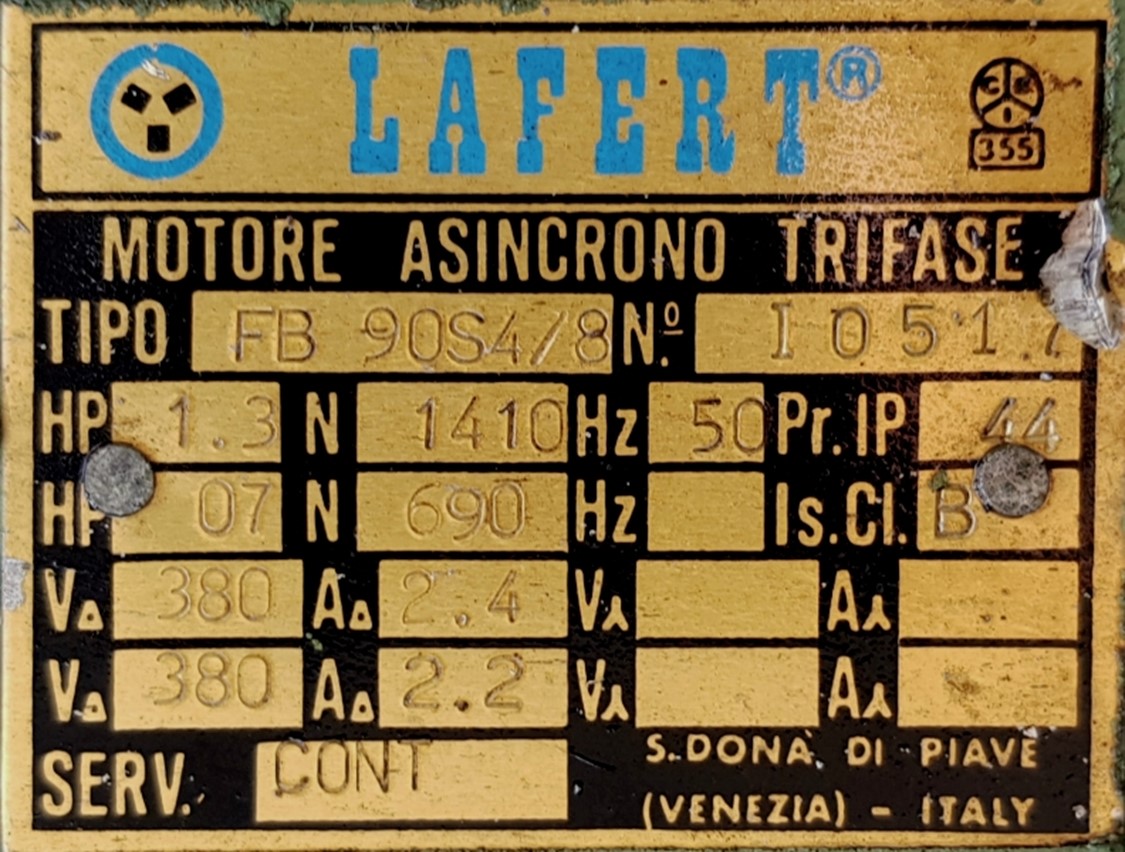 LAFERT®
355
MOTORE ASINCRONO TRIFASE
TIPO FB 90S4/8 N.º I 0 5 1 . 7
HP 1.3 N 1410 Hz 50 Pr. IP 44
HP 07 N 690 Hz Is.Cl. B
V△ 380 A△ 2.4 V⅄ A⅄
V△ 380 A△ 2.2 V⅄ A⅄
SERV. CONT
S.DONÀ DI PIAVE
(VENEZIA) - ITALY